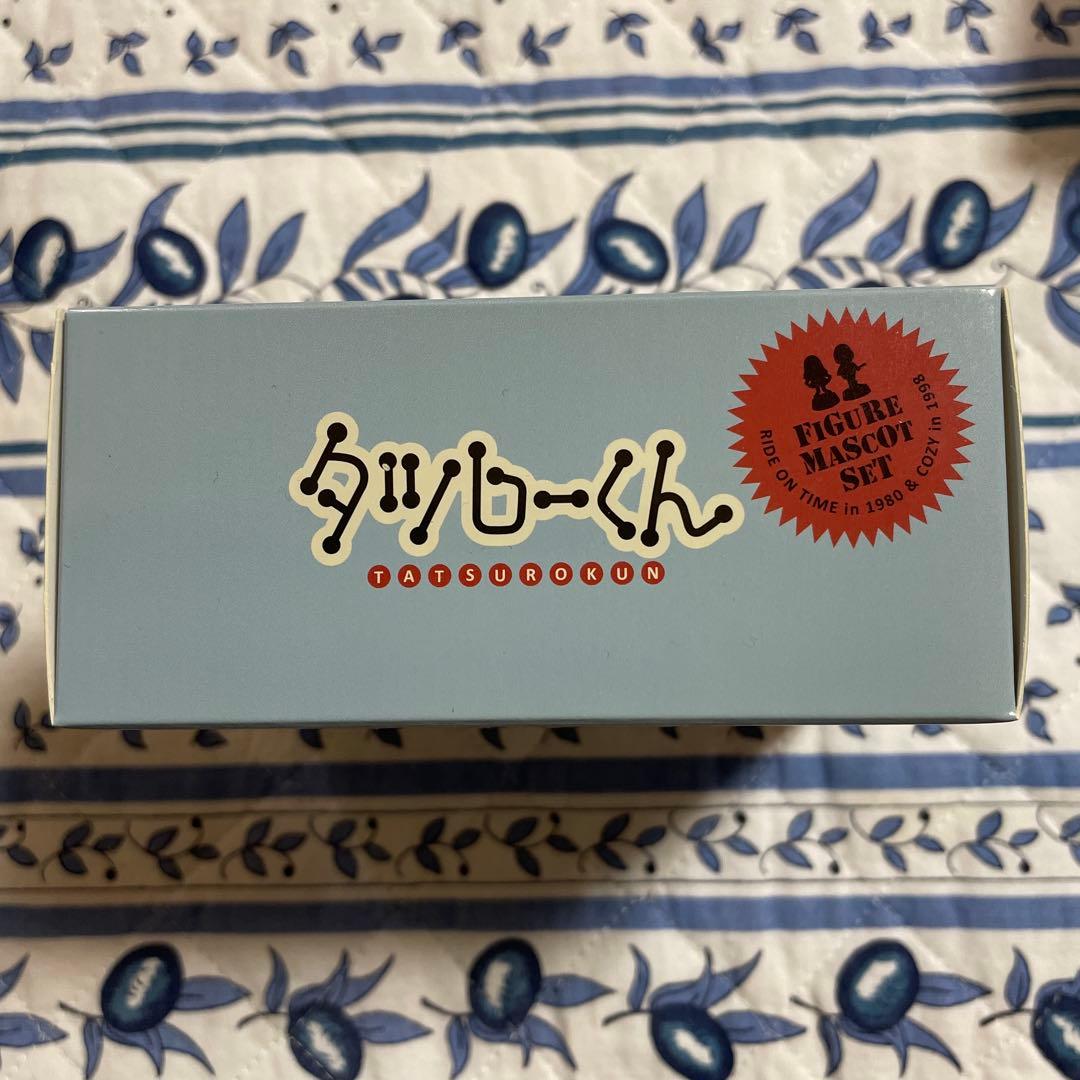 タツローくん
TATSUROKUN
FIGURE
MASCOT
SET
RIDE ON TIME in 1980 & COZY in 1998